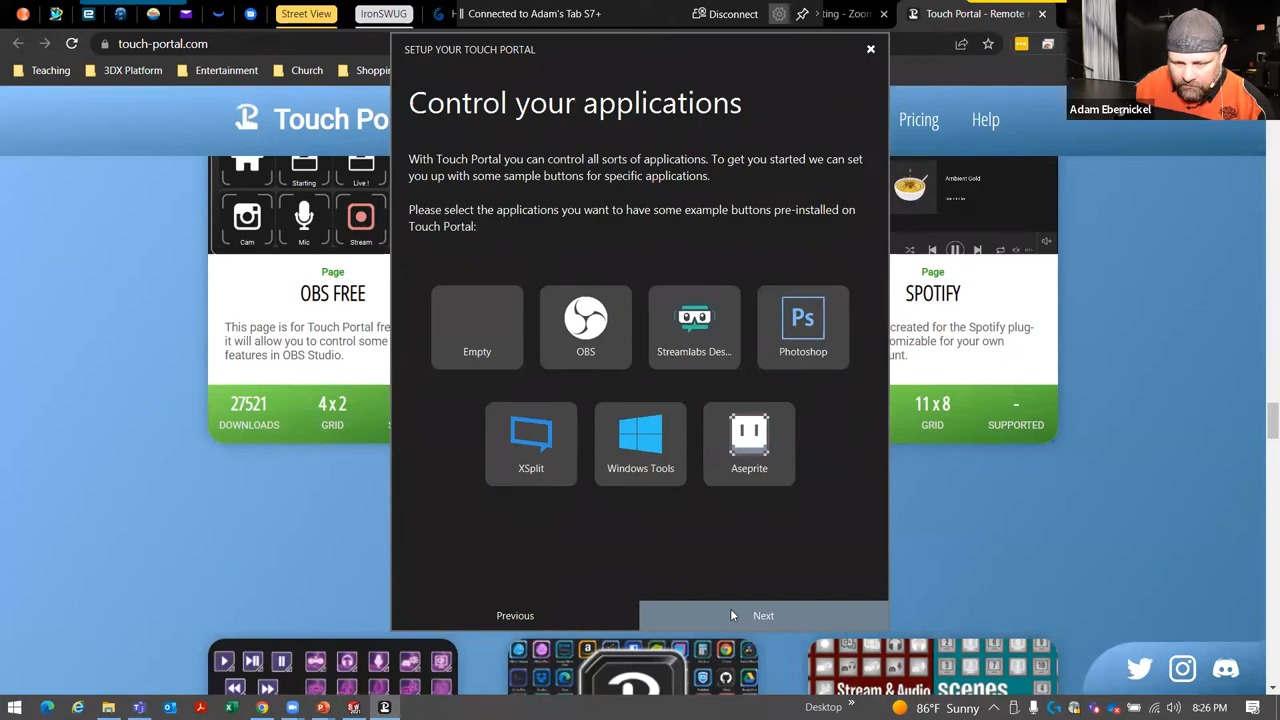 Street View
IronSWUG
Connected to Adam's Tab S7+
Disconnect
ting - Zoom
Touch Portal - Remote
touch-portal.com
Teaching
3DX Platform
Entertainment
Church
Shoppin
Adam Ebernickel
Touch Po
Pricing
Help
SETUP YOUR TOUCH PORTAL
Control your applications
With Touch Portal you can control all sorts of applications. To get you started we can set
you up with some sample buttons for specific applications.
Please select the applications you want to have some example buttons pre-installed on
Touch Portal:
Empty
OBS
Streamlabs Des...
Ps
Photoshop
XSplit
Windows Tools
Aseprite
Previous
Next
Starting
Live !
Cam
Mic
Stream
Page
OBS FREE
This page is for Touch Portal free
it will allow you to control some
features in OBS Studio.
27521
DOWNLOADS
4 x 2
GRID
Ambient Gold
Page
SPOTIFY
created for the Spotify plug-
omizable for your own
unt.
11 x 8
GRID
-
SUPPORTED
Stream & Audio
scenes
Desktop
86°F Sunny
8:26 PM